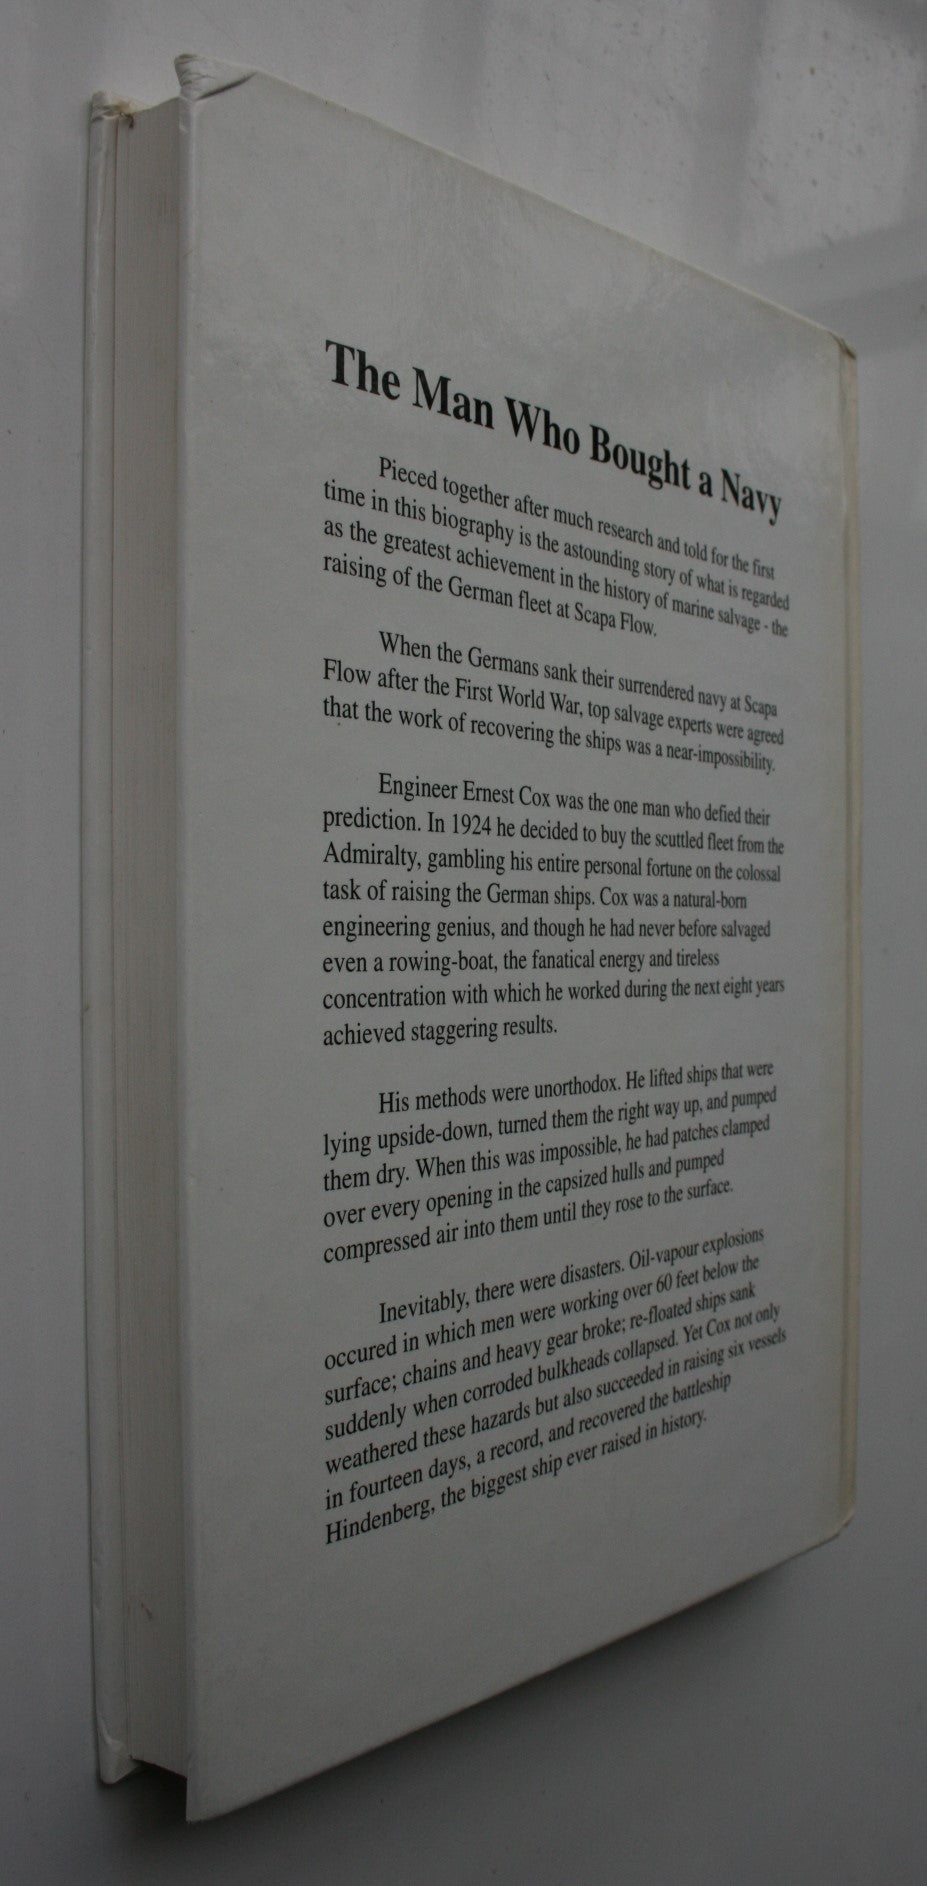 The Man Who Bought a Navy
Pieced together after much research and told for the first
time in this biography is the astounding story of what is regarded
as the greatest achievement in the history of marine salvage - the
raising of the German fleet at Scapa Flow.
When the Germans sank their surrendered navy at Scapa
Flow after the First World War, top salvage experts were agreed
that the work of recovering the ships was a near-impossibility.
Engineer Ernest Cox was the one man who defied their
prediction. In 1924 he decided to buy the scuttled fleet from the
Admiralty, gambling his entire personal fortune on the colossal
task of raising the German ships. Cox was a natural-born
engineering genius, and though he had never before salvaged
even a rowing-boat, the fanatical energy and tireless
concentration with which he worked during the next eight years
achieved staggering results.
His methods were unorthodox. He lifted ships that were
lying upside-down, turned them the right way up, and pumped
them dry. When this was impossible, he had patches clamped
over every opening in the capsized hulls and pumped
compressed air into them until they rose to the surface.
Inevitably, there were disasters. Oil-vapour explosions
occured in which men were working over 60 feet below the
surface; chains and heavy gear broke; re-floated ships sank
suddenly when corroded bulkheads collapsed. Yet Cox not only
weathered these hazards but also succeeded in raising six vessels
in fourteen days, a record, and recovered the battleship
Hindenberg, the biggest ship ever raised in history.